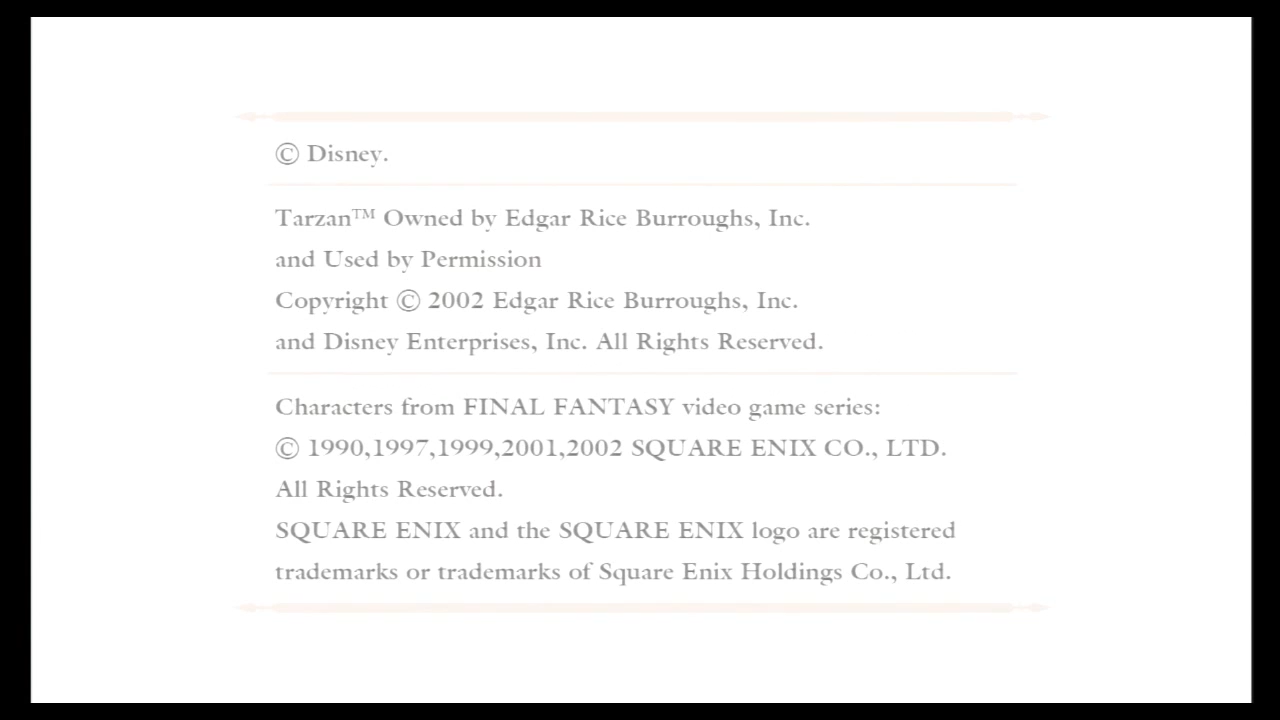 © Disney.
Tarzan™ Owned by Edgar Rice Burroughs, Inc.
and Used by Permission
Copyright © 2002 Edgar Rice Burroughs, Inc.
and Disney Enterprises, Inc. All Rights Reserved.
Characters from FINAL FANTASY video game series:
© 1990,1997,1999,2001,2002 SQUARE ENIX CO., LTD.
All Rights Reserved.
SQUARE ENIX and the SQUARE ENIX logo are registered
trademarks or trademarks of Square Enix Holdings Co., Ltd.